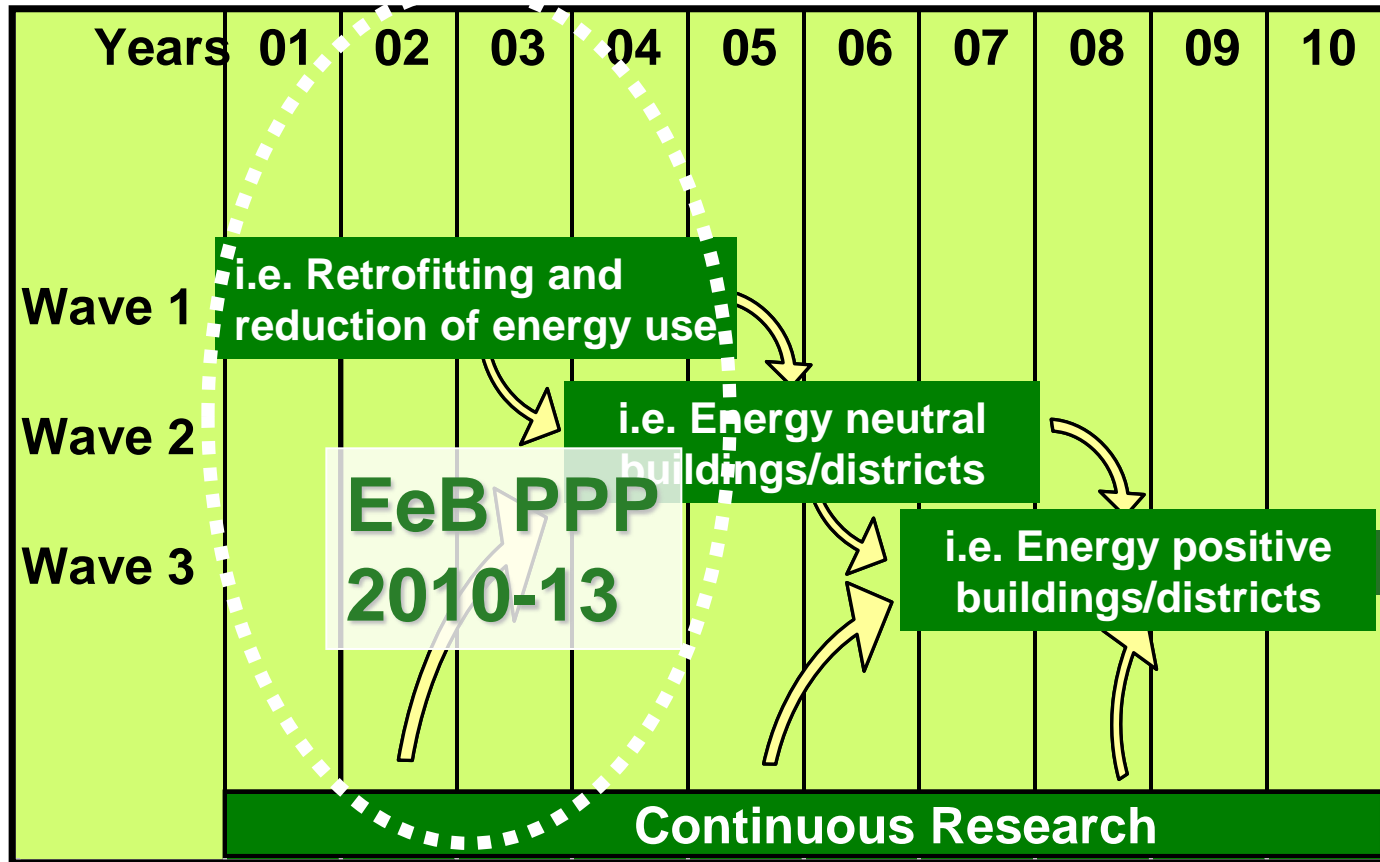 Years 01 02 03 04 05 06 07 08 09 10
Wave 1
i.e. Retrofitting and
reduction of energy use
Wave 2
i.e. Energy neutral
buildings/districts
EeB PPP
2010-13
Wave 3
i.e. Energy positive
buildings/districts
Continuous Research